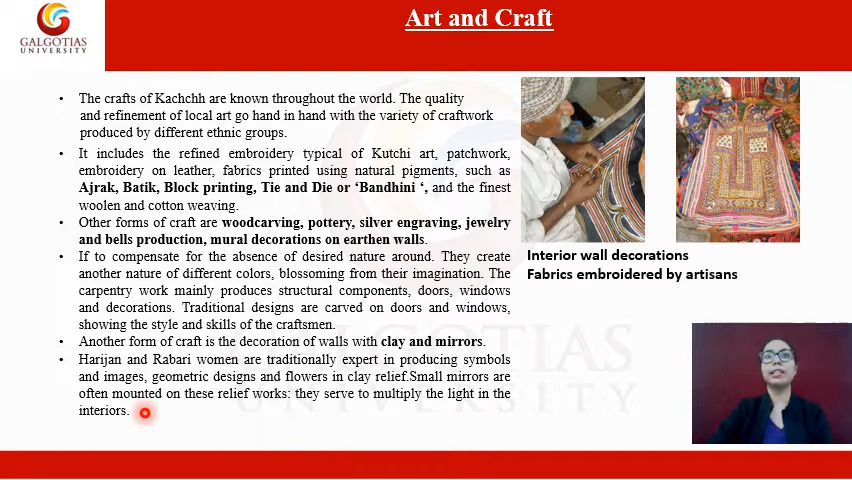 Art and Craft
GALGOTIAS
UNIVERSITY
• The crafts of Kachchh are known throughout the world. The quality
and refinement of local art go hand in hand with the variety of craftwork
produced by different ethnic groups.
• It includes the refined embroidery typical of Kutchi art, patchwork,
embroidery on leather, fabrics printed using natural pigments, such as
Ajrak, Batik, Block printing, Tie and Die or ‘Bandhini ‘, and the finest
woolen and cotton weaving.
• Other forms of craft are woodcarving, pottery, silver engraving, jewelry
and bells production, mural decorations on earthen walls.
• If to compensate for the absence of desired nature around. They create
another nature of different colors, blossoming from their imagination. The
carpentry work mainly produces structural components, doors, windows
and decorations. Traditional designs are carved on doors and windows,
showing the style and skills of the craftsmen.
• Another form of craft is the decoration of walls with clay and mirrors.
• Harijan and Rabari women are traditionally expert in producing symbols
and images, geometric designs and flowers in clay relief.Small mirrors are
often mounted on these relief works: they serve to multiply the light in the
interiors.
Interior wall decorations
Fabrics embroidered by artisans
GALGOTIAS
UNIVERSITY